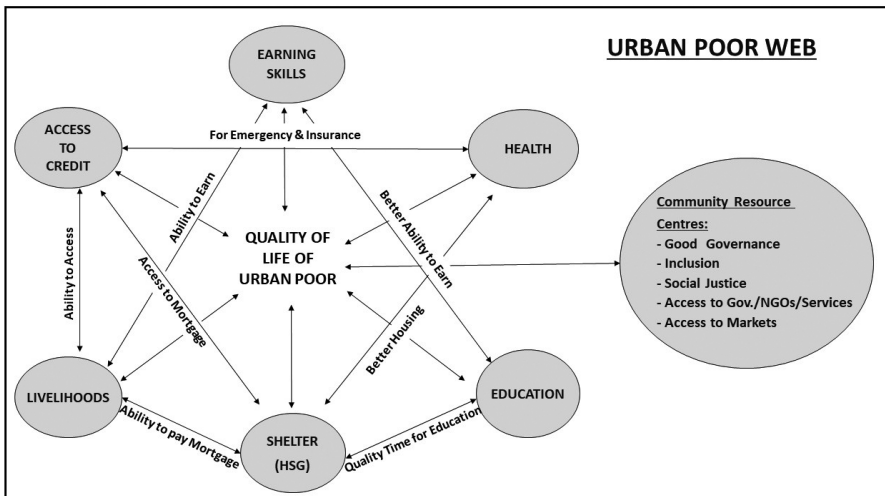 URBAN POOR WEB
EARNING
SKILLS
ACCESS
TO
CREDIT
For Emergency & Insurance
HEALTH
Ability to Earn
Better Ability to Earn
Ability to Access
Access to Mortgage
QUALITY OF
LIFE OF
URBAN POOR
Community Resource
Centres:
- Good Governance
- Inclusion
- Social Justice
- Access to Gov./NGOs/Services
- Access to Markets
Better Housing
LIVELIHOODS
EDUCATION
Ability to pay Mortgage
SHELTER
(HSG)
Quality Time for Education